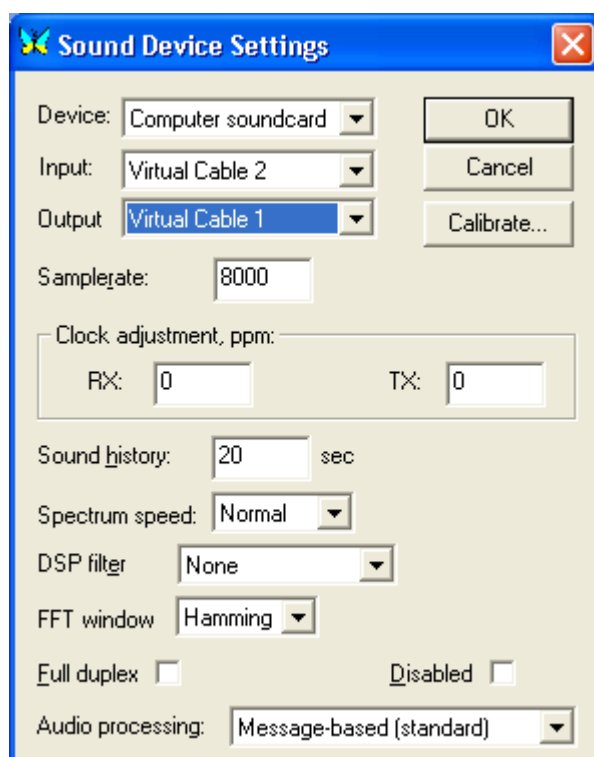 Sound Device Settings
Device: Computer soundcard OK
Input: Virtual Cable 2 Cancel
Output Virtual Cable 1 Calibrate...
Samplerate: 8000
Clock adjustment, ppm:
RX: 0 TX: 0
Sound history: 20 sec
Spectrum speed: Normal
DSP filter None
FFT window Hamming
Full duplex Disabled
Audio processing: Message-based (standard)